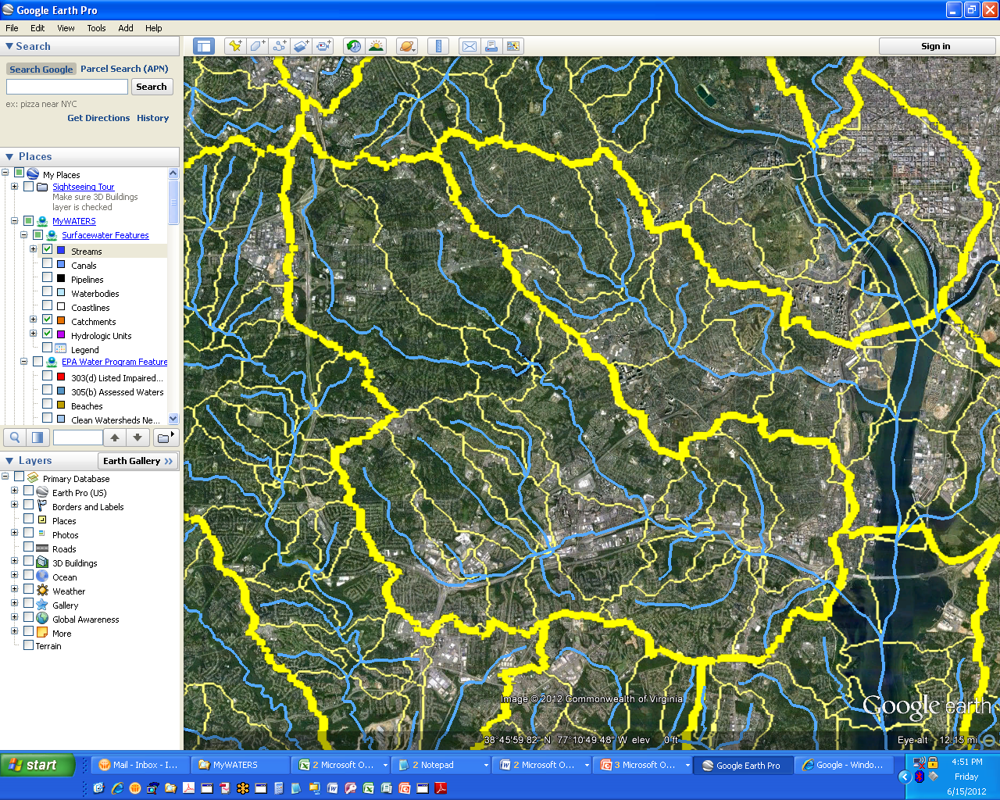 Google Earth Pro
File Edit View Tools Add Help
Search
Search Google Parcel Search (APN)
Search
ex: pizza near NYC
Get Directions History
Places
My Places
Sightseeing Tour
Make sure 3D Buildings
layer is checked
MyWATERS
Surfacewater Features
Streams
Canals
Pipelines
Waterbodies
Coastlines
Catchments
Hydrologic Units
Legend
EPA Water Program Feature
303(d) Listed Impaired...
305(b) Assessed Waters
Beaches
Clean Watersheds Ne...
Layers
Earth Gallery »
Primary Database
Earth Pro (US)
Borders and Labels
Places
Photos
Roads
3D Buildings
Ocean
Weather
Gallery
Global Awareness
More
Terrain
Sign in
Image © 2012 Commonwealth of Virginia
Google earth
38°45'59.82" N 77°10'49.48" W elev 0 ft
Eye alt 12.15 mi
start
Mail - Inbox - I...
MyWATERS
2 Microsoft O...
2 Notepad
2 Microsoft O...
3 Microsoft O...
Google Earth Pro
Google - Windo...
4:51 PM
Friday
6/15/2012